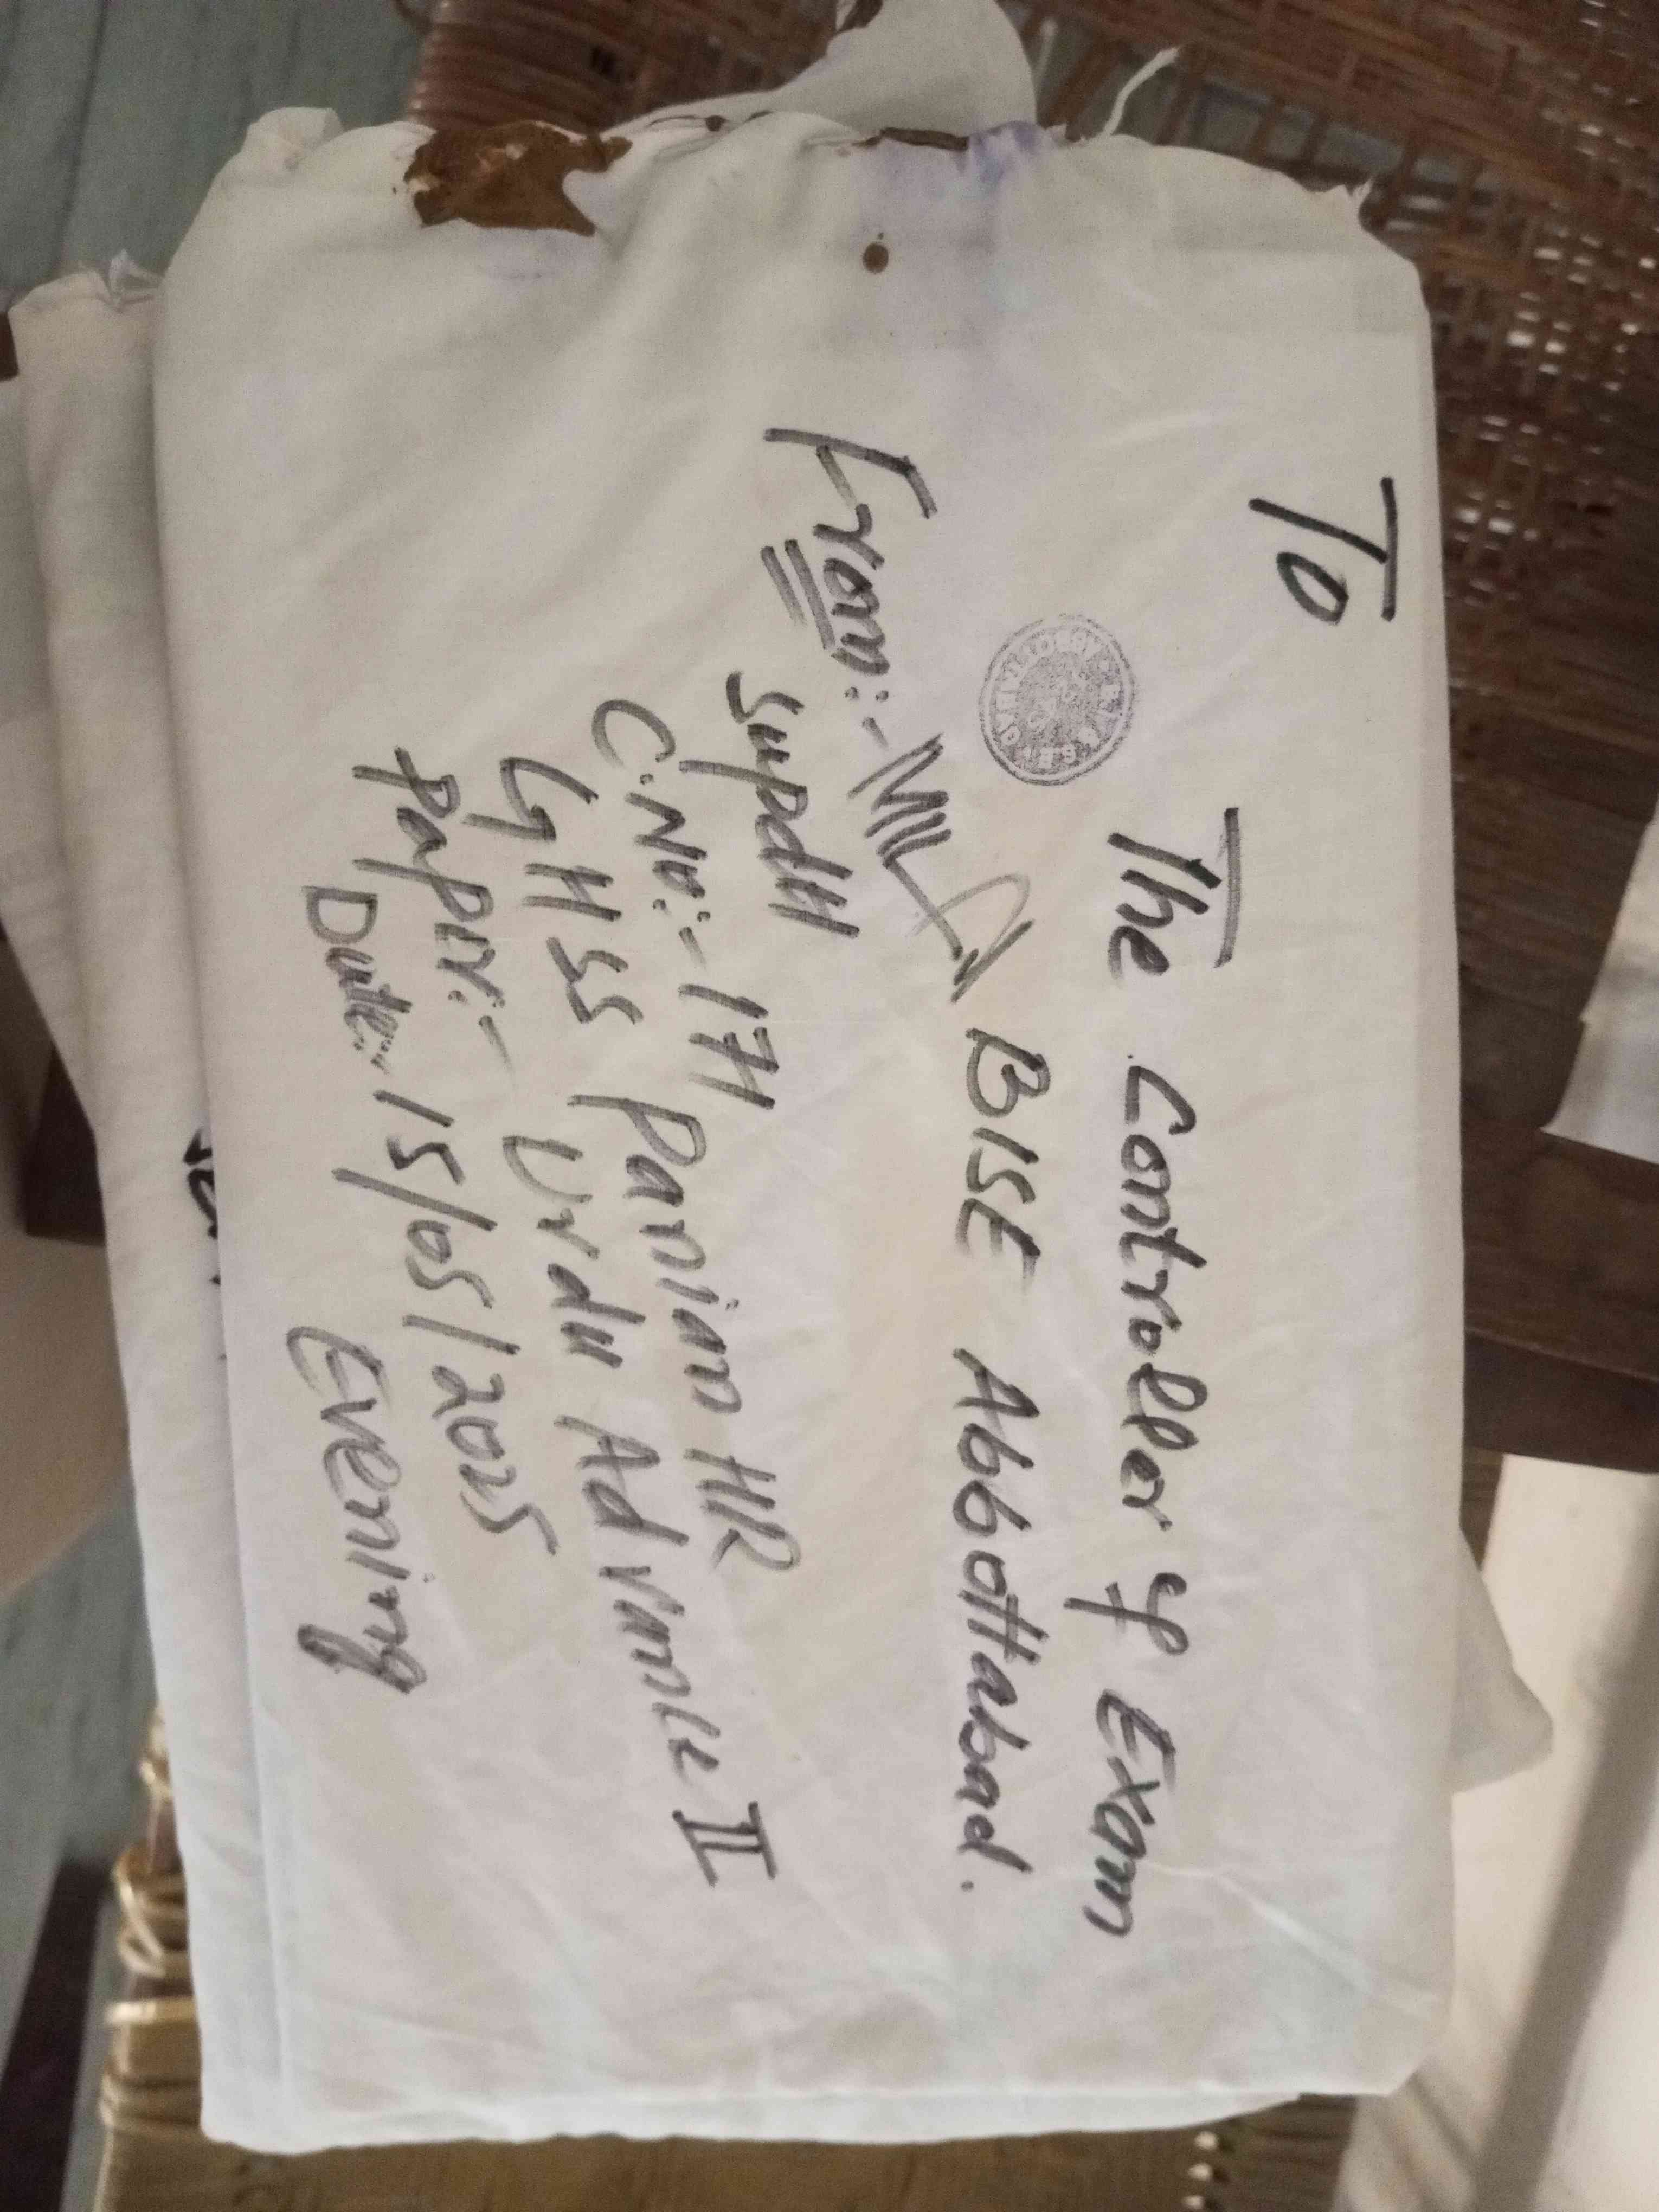 To
The Controller of Exam
BISE Abbottabad.
From:-
Supdtt
C.No:- 171
GHSS Panian HR
Paper:- Urdu Advance II
Date:- 15/05/2025
Evening